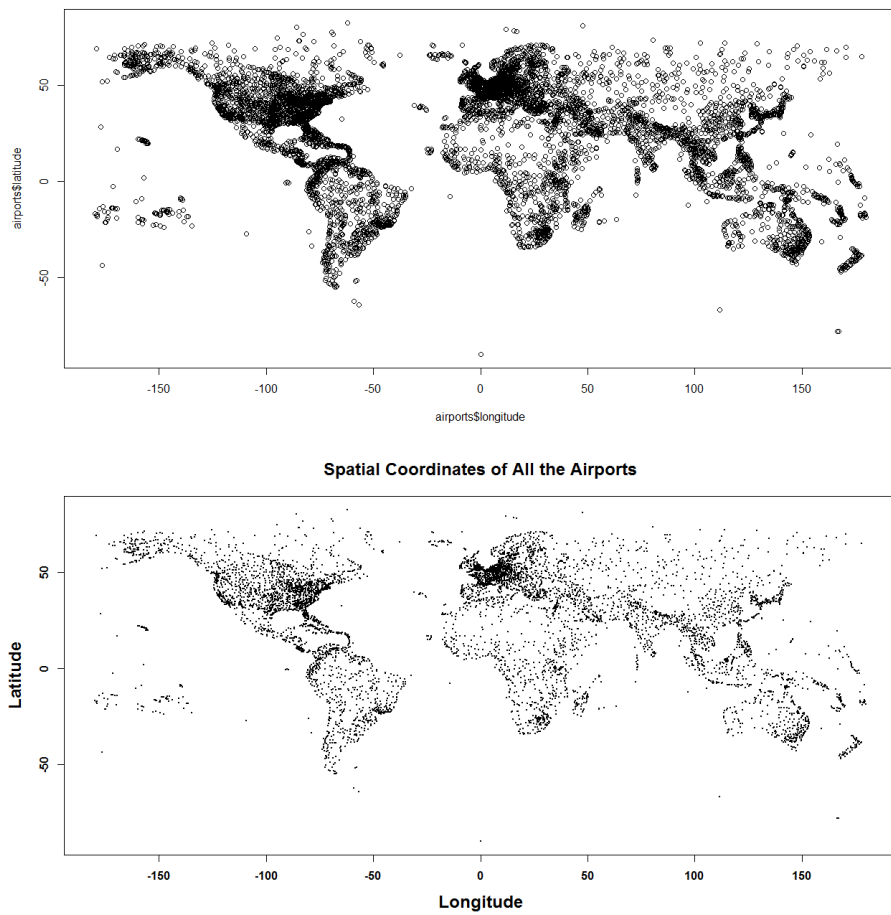 50
0
-50
airports$latitude
-150 -100 -50 0 50 100 150
airports$longitude
Spatial Coordinates of All the Airports
50
0
-50
Latitude
-150 -100 -50 0 50 100 150
Longitude